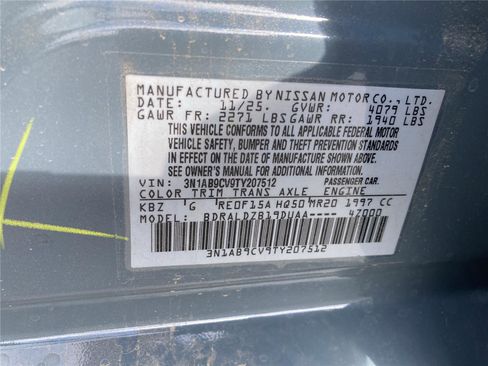 MANUFACTURED BY NISSAN MOTOR CO., LTD.
DATE: 11/25. GVWR: 4079 LBS
GAWR FR: 2271 LBS GAWR RR: 1940 LBS
THIS VEHICLE CONFORMS TO ALL APPLICABLE FEDERAL MOTOR
VEHICLE SAFETY, BUMPER, AND THEFT PREVENTION STANDARDS
IN EFFECT ON THE DATE OF MANUFACTURE SHOWN ABOVE.
SEE OWNER'S MANUAL FOR ADDITIONAL INFORMATION.
VIN: 3N1AB9CV9TY207512 PASSENGER CAR.
COLOR TRIM TRANS AXLE ENGINE
KBZ G RE0F15A HQ50 MR20 1997 CC
MODEL: BDRALDZB19DUAA---- 47000
3N1AB9CV9TY207512